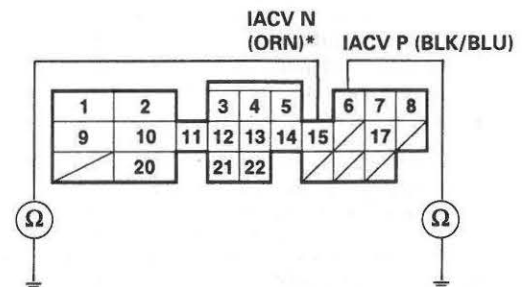 IACV N
(ORN)* IACV P (BLK/BLU)
1 2 3 4 5 6 7 8
9 10 11 12 13 14 15 17
20 21 22
Ω Ω